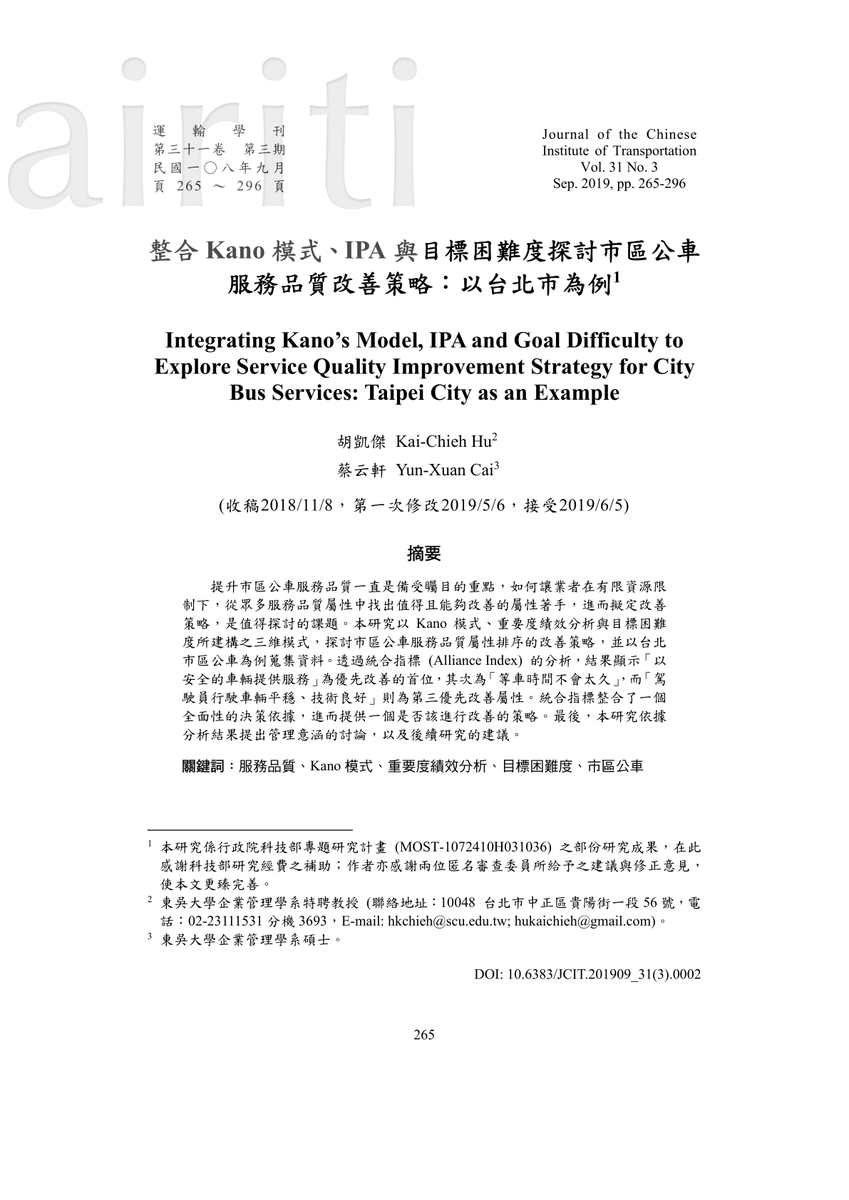 airiti
運輸學刊
第三十一卷 第三期
民國一○八年九月
頁 265 ～ 296 頁
Journal of the Chinese
Institute of Transportation
Vol. 31 No. 3
Sep. 2019, pp. 265-296
整合 Kano 模式、IPA 與目標困難度探討市區公車
服務品質改善策略：以台北市為例1
Integrating Kano's Model, IPA and Goal Difficulty to
Explore Service Quality Improvement Strategy for City
Bus Services: Taipei City as an Example
胡凱傑 Kai-Chieh Hu2
蔡云軒 Yun-Xuan Cai3
(收稿2018/11/8，第一次修改2019/5/6，接受2019/6/5)
摘要
提升市區公車服務品質一直是備受矚目的重點，如何讓業者在有限資源限
制下，從眾多服務品質屬性中找出值得且能夠改善的屬性著手，進而擬定改善
策略，是值得探討的課題。本研究以 Kano 模式、重要度績效分析與目標困難
度所建構之三維模式，探討市區公車服務品質屬性排序的改善策略，並以台北
市區公車為例蒐集資料。透過統合指標 (Alliance Index) 的分析，結果顯示「以
安全的車輛提供服務」為優先改善的首位，其次為「等車時間不會太久」，而「駕
駛員行駛車輛平穩、技術良好」則為第三優先改善屬性。統合指標整合了一個
全面性的決策依據，進而提供一個是否該進行改善的策略。最後，本研究依據
分析結果提出管理意涵的討論，以及後續研究的建議。
關鍵詞：服務品質、Kano 模式、重要度績效分析、目標困難度、市區公車
1 本研究係行政院科技部專題研究計畫 (MOST-1072410H031036) 之部份研究成果，在此
感謝科技部研究經費之補助；作者亦感謝兩位匿名審查委員所給予之建議與修正意見，
使本文更臻完善。
2 東吳大學企業管理學系特聘教授 (聯絡地址：10048 台北市中正區貴陽街一段 56 號，電
話：02-23111531 分機 3693，E-mail: hkchieh@scu.edu.tw; hukaichieh@gmail.com)。
3 東吳大學企業管理學系碩士。
DOI: 10.6383/JCIT.201909_31(3).0002
265